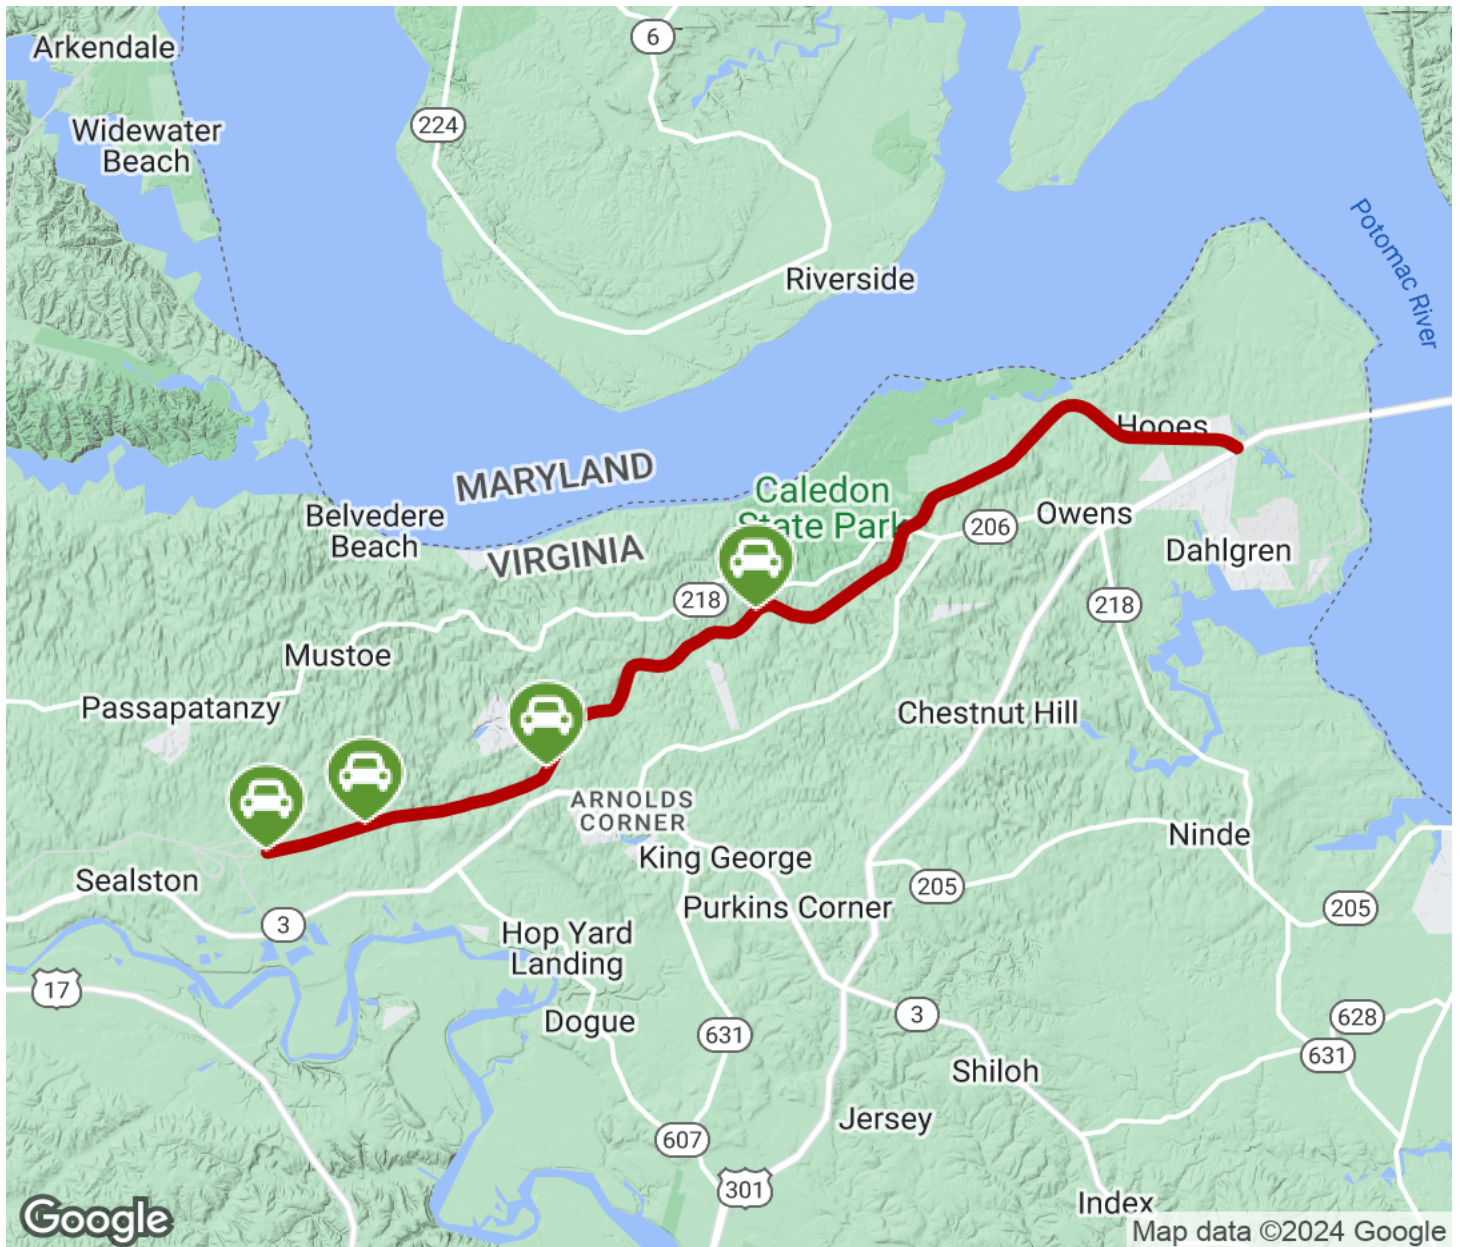 Arkendale
6
224
Widewater
Beach
Potomac River
Riverside
Hooes
MARYLAND
Caledon
State Park
Belvedere
Beach
206
Owens
VIRGINIA
Dahlgren
218
218
Mustoe
Passapatanzy
Chestnut Hill
ARNOLDS
CORNER
Ninde
King George
Sealston
205
205
Purkins Corner
3
Hop Yard
Landing
17
Dogue
3
628
631
631
Shiloh
Jersey
607
301
Index
Google
Map data ©2024 Google